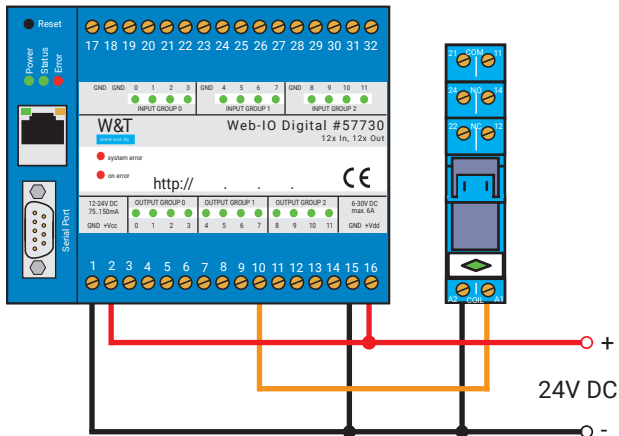 Reset
Power
Status
Error
17 18 19 20 21 22 23 24 25 26 27 28 29 30 31 32
GND GND 0 1 2 3 GND 4 5 6 7 GND 8 9 10 11
INPUT GROUP 0 INPUT GROUP 1 INPUT GROUP 2
W&T
www.wut.de
Web-IO Digital #57730
12x In, 12x Out
system error
on error
http:// . . .
CE
12-24V DC
75..150mA
OUTPUT GROUP 0 OUTPUT GROUP 1 OUTPUT GROUP 2
6-30V DC
max. 6A
GND +Vcc 0 1 2 3 4 5 6 7 8 9 10 11 GND +Vdd
Serial Port
1 2 3 4 5 6 7 8 9 10 11 12 13 14 15 16
21 COM 11
24 NO 14
22 NC 12
A2 COIL A1
+
24V DC
-